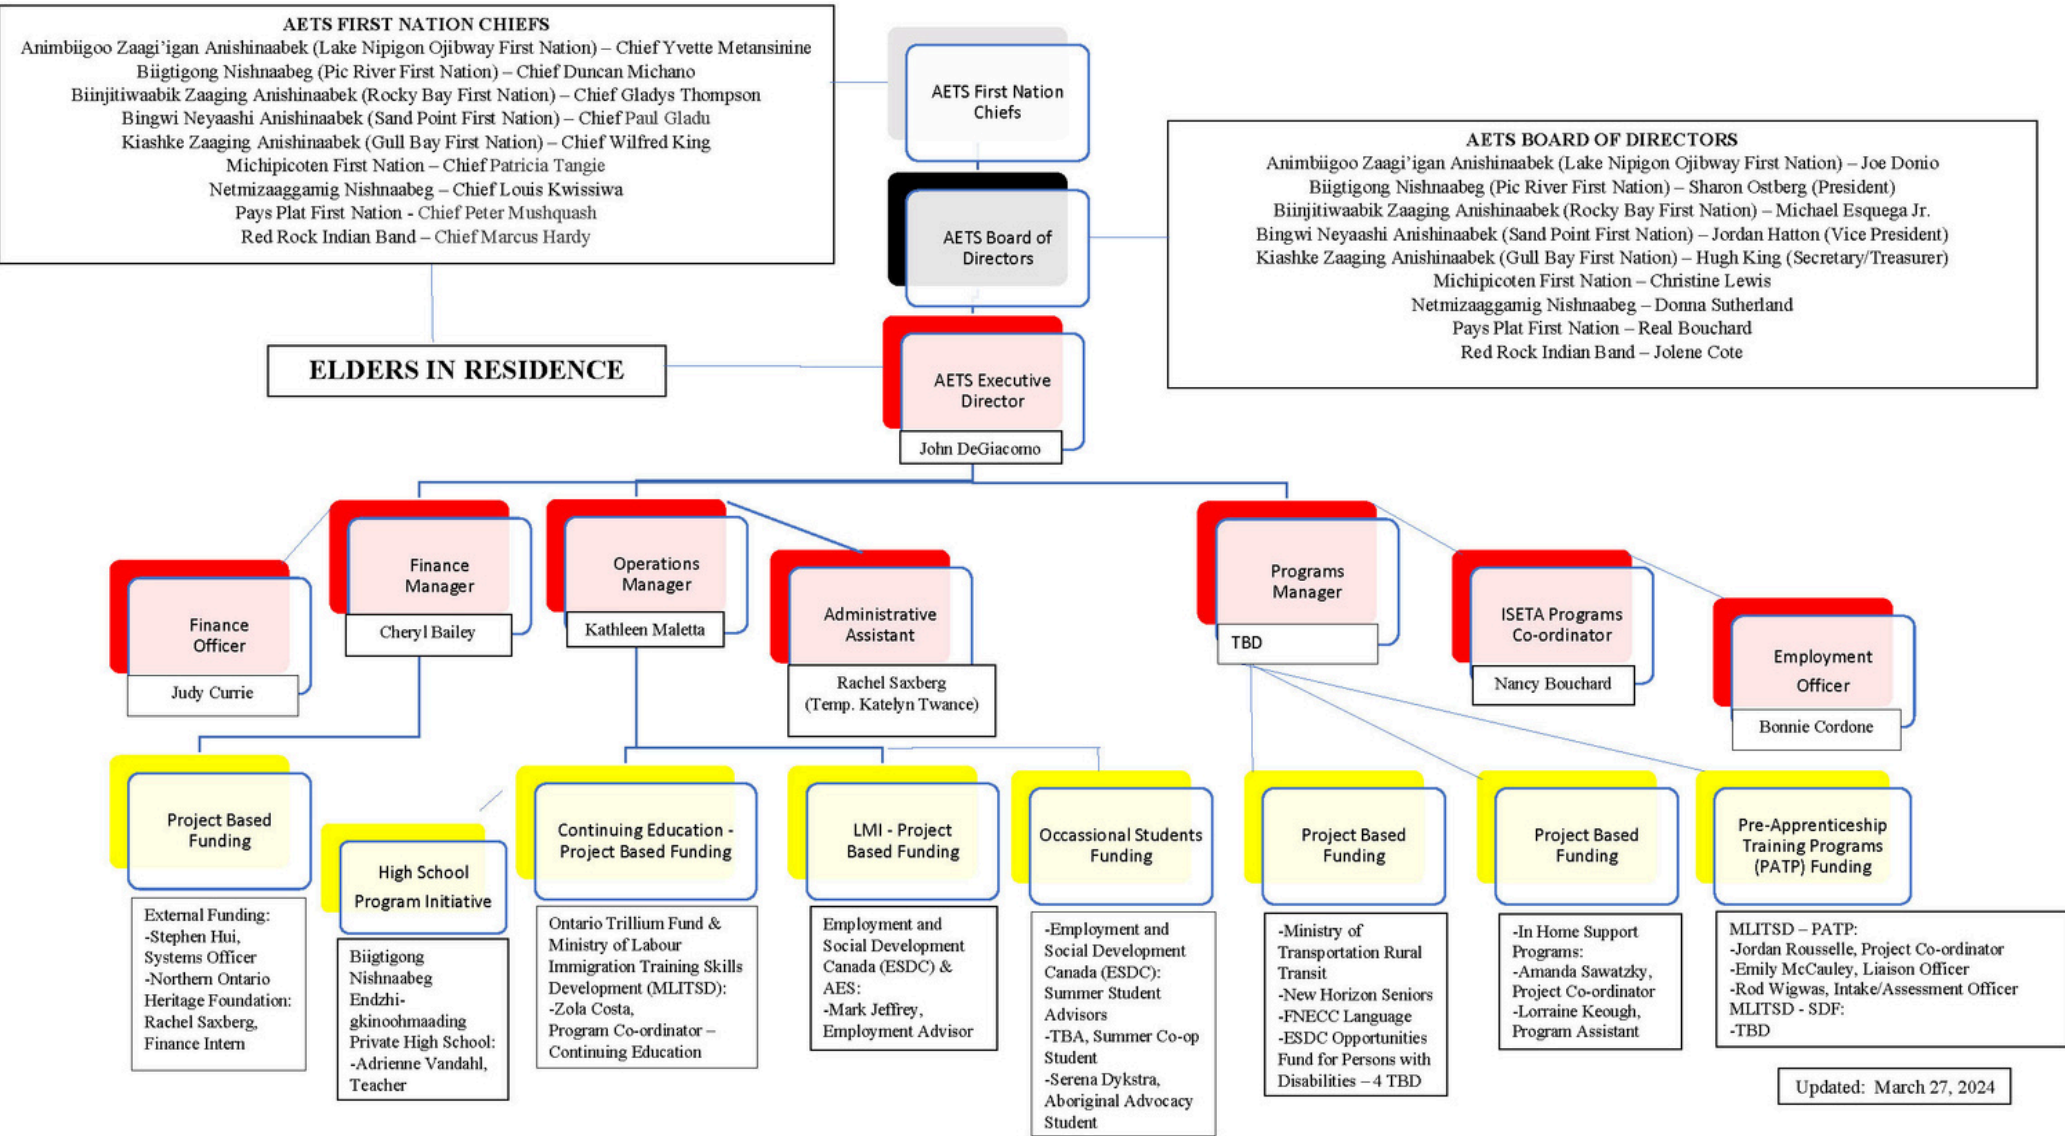 AETS FIRST NATION CHIEFS
Animbiigoo Zaagi’igan Anishinaabek (Lake Nipigon Ojibway First Nation) – Chief Yvette Metansinine
Biigtigong Nishnaabeg (Pic River First Nation) – Chief Duncan Michano
Biinjitiwaabik Zaaging Anishinaabek (Rocky Bay First Nation) – Chief Gladys Thompson
Bingwi Neyaashi Anishinaabek (Sand Point First Nation) – Chief Paul Gladu
Kiashke Zaaging Anishinaabek (Gull Bay First Nation) – Chief Wilfred King
Michipicoten First Nation – Chief Patricia Tangie
Netmizaaggamig Nishnaabeg – Chief Louis Kwissiwa
Pays Plat First Nation - Chief Peter Mushquash
Red Rock Indian Band – Chief Marcus Hardy
AETS First Nation
Chiefs
AETS BOARD OF DIRECTORS
Animbiigoo Zaagi’igan Anishinaabek (Lake Nipigon Ojibway First Nation) – Joe Donio
Biigtigong Nishnaabeg (Pic River First Nation) – Sharon Ostberg (President)
Biinjitiwaabik Zaaging Anishinaabek (Rocky Bay First Nation) – Michael Esquega Jr.
Bingwi Neyaashi Anishinaabek (Sand Point First Nation) – Jordan Hatton (Vice President)
Kiashke Zaaging Anishinaabek (Gull Bay First Nation) – Hugh King (Secretary/Treasurer)
Michipicoten First Nation – Christine Lewis
Netmizaaggamig Nishnaabeg – Donna Sutherland
Pays Plat First Nation – Real Bouchard
Red Rock Indian Band – Jolene Cote
AETS Board of
Directors
ELDERS IN RESIDENCE
AETS Executive
Director
John DeGiacomo
Finance
Officer
Judy Currie
Finance
Manager
Cheryl Bailey
Operations
Manager
Kathleen Maletta
Administrative
Assistant
Rachel Saxberg
(Temp. Katelyn Twance)
Programs
Manager
TBD
ISETA Programs
Co-ordinator
Nancy Bouchard
Employment
Officer
Bonnie Cordone
Project Based
Funding
External Funding:
-Stephen Hui,
Systems Officer
-Northern Ontario
Heritage Foundation:
Rachel Saxberg,
Finance Intern
High School
Program Initiative
Biigtigong
Nishnaabeg
Endzhi-
gkinoohmaading
Private High School:
-Adrienne Vandahl,
Teacher
Continuing Education -
Project Based Funding
Ontario Trillium Fund &
Ministry of Labour
Immigration Training Skills
Development (MLITSD):
-Zola Costa,
Program Co-ordinator –
Continuing Education
LMI - Project
Based Funding
Employment and
Social Development
Canada (ESDC) &
AES:
-Mark Jeffrey,
Employment Advisor
Occassional Students
Funding
-Employment and
Social Development
Canada (ESDC):
Summer Student
Advisors
-TBA, Summer Co-op
Student
-Serena Dykstra,
Aboriginal Advocacy
Student
Project Based
Funding
-Ministry of
Transportation Rural
Transit
-New Horizon Seniors
-FNECC Language
-ESDC Opportunities
Fund for Persons with
Disabilities – 4 TBD
Project Based
Funding
-In Home Support
Programs:
-Amanda Sawatzky,
Project Co-ordinator
-Lorraine Keough,
Program Assistant
Pre-Apprenticeship
Training Programs
(PATP) Funding
MLITSD – PATP:
-Jordan Rousselle, Project Co-ordinator
-Emily McCauley, Liaison Officer
-Rod Wigwas, Intake/Assessment Officer
MLITSD - SDF:
-TBD
Updated: March 27, 2024